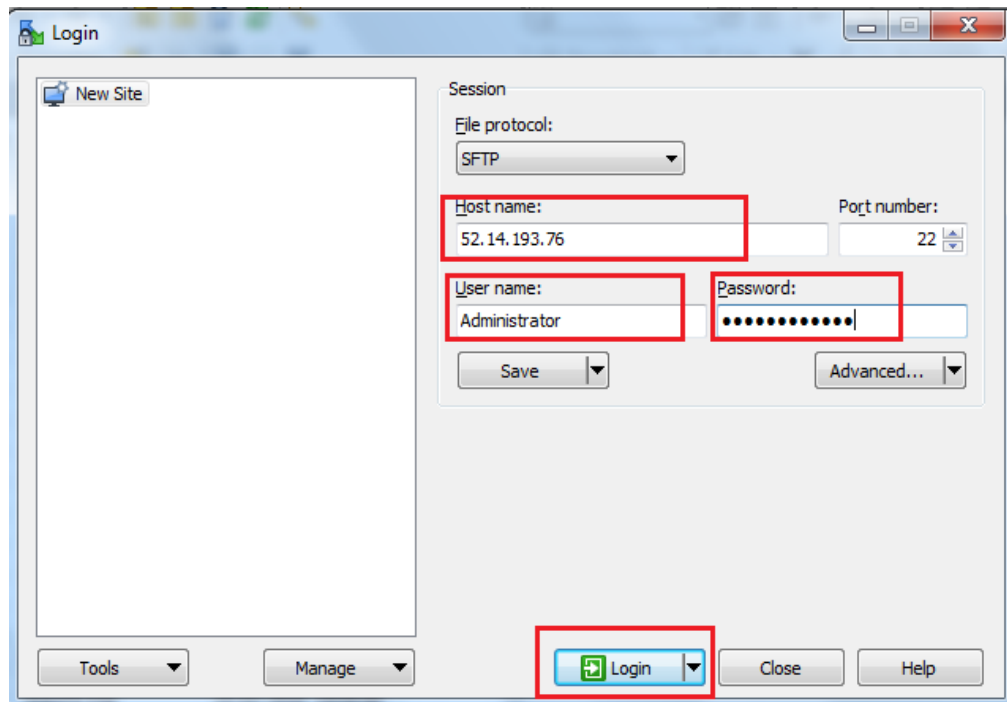 Login
New Site
Session
File protocol:
SFTP
Host name:
Port number:
52.14.193.76
22
User name:
Password:
Administrator
●●●●●●●●●●●●
Save
Advanced...
Tools
Manage
Login
Close
Help